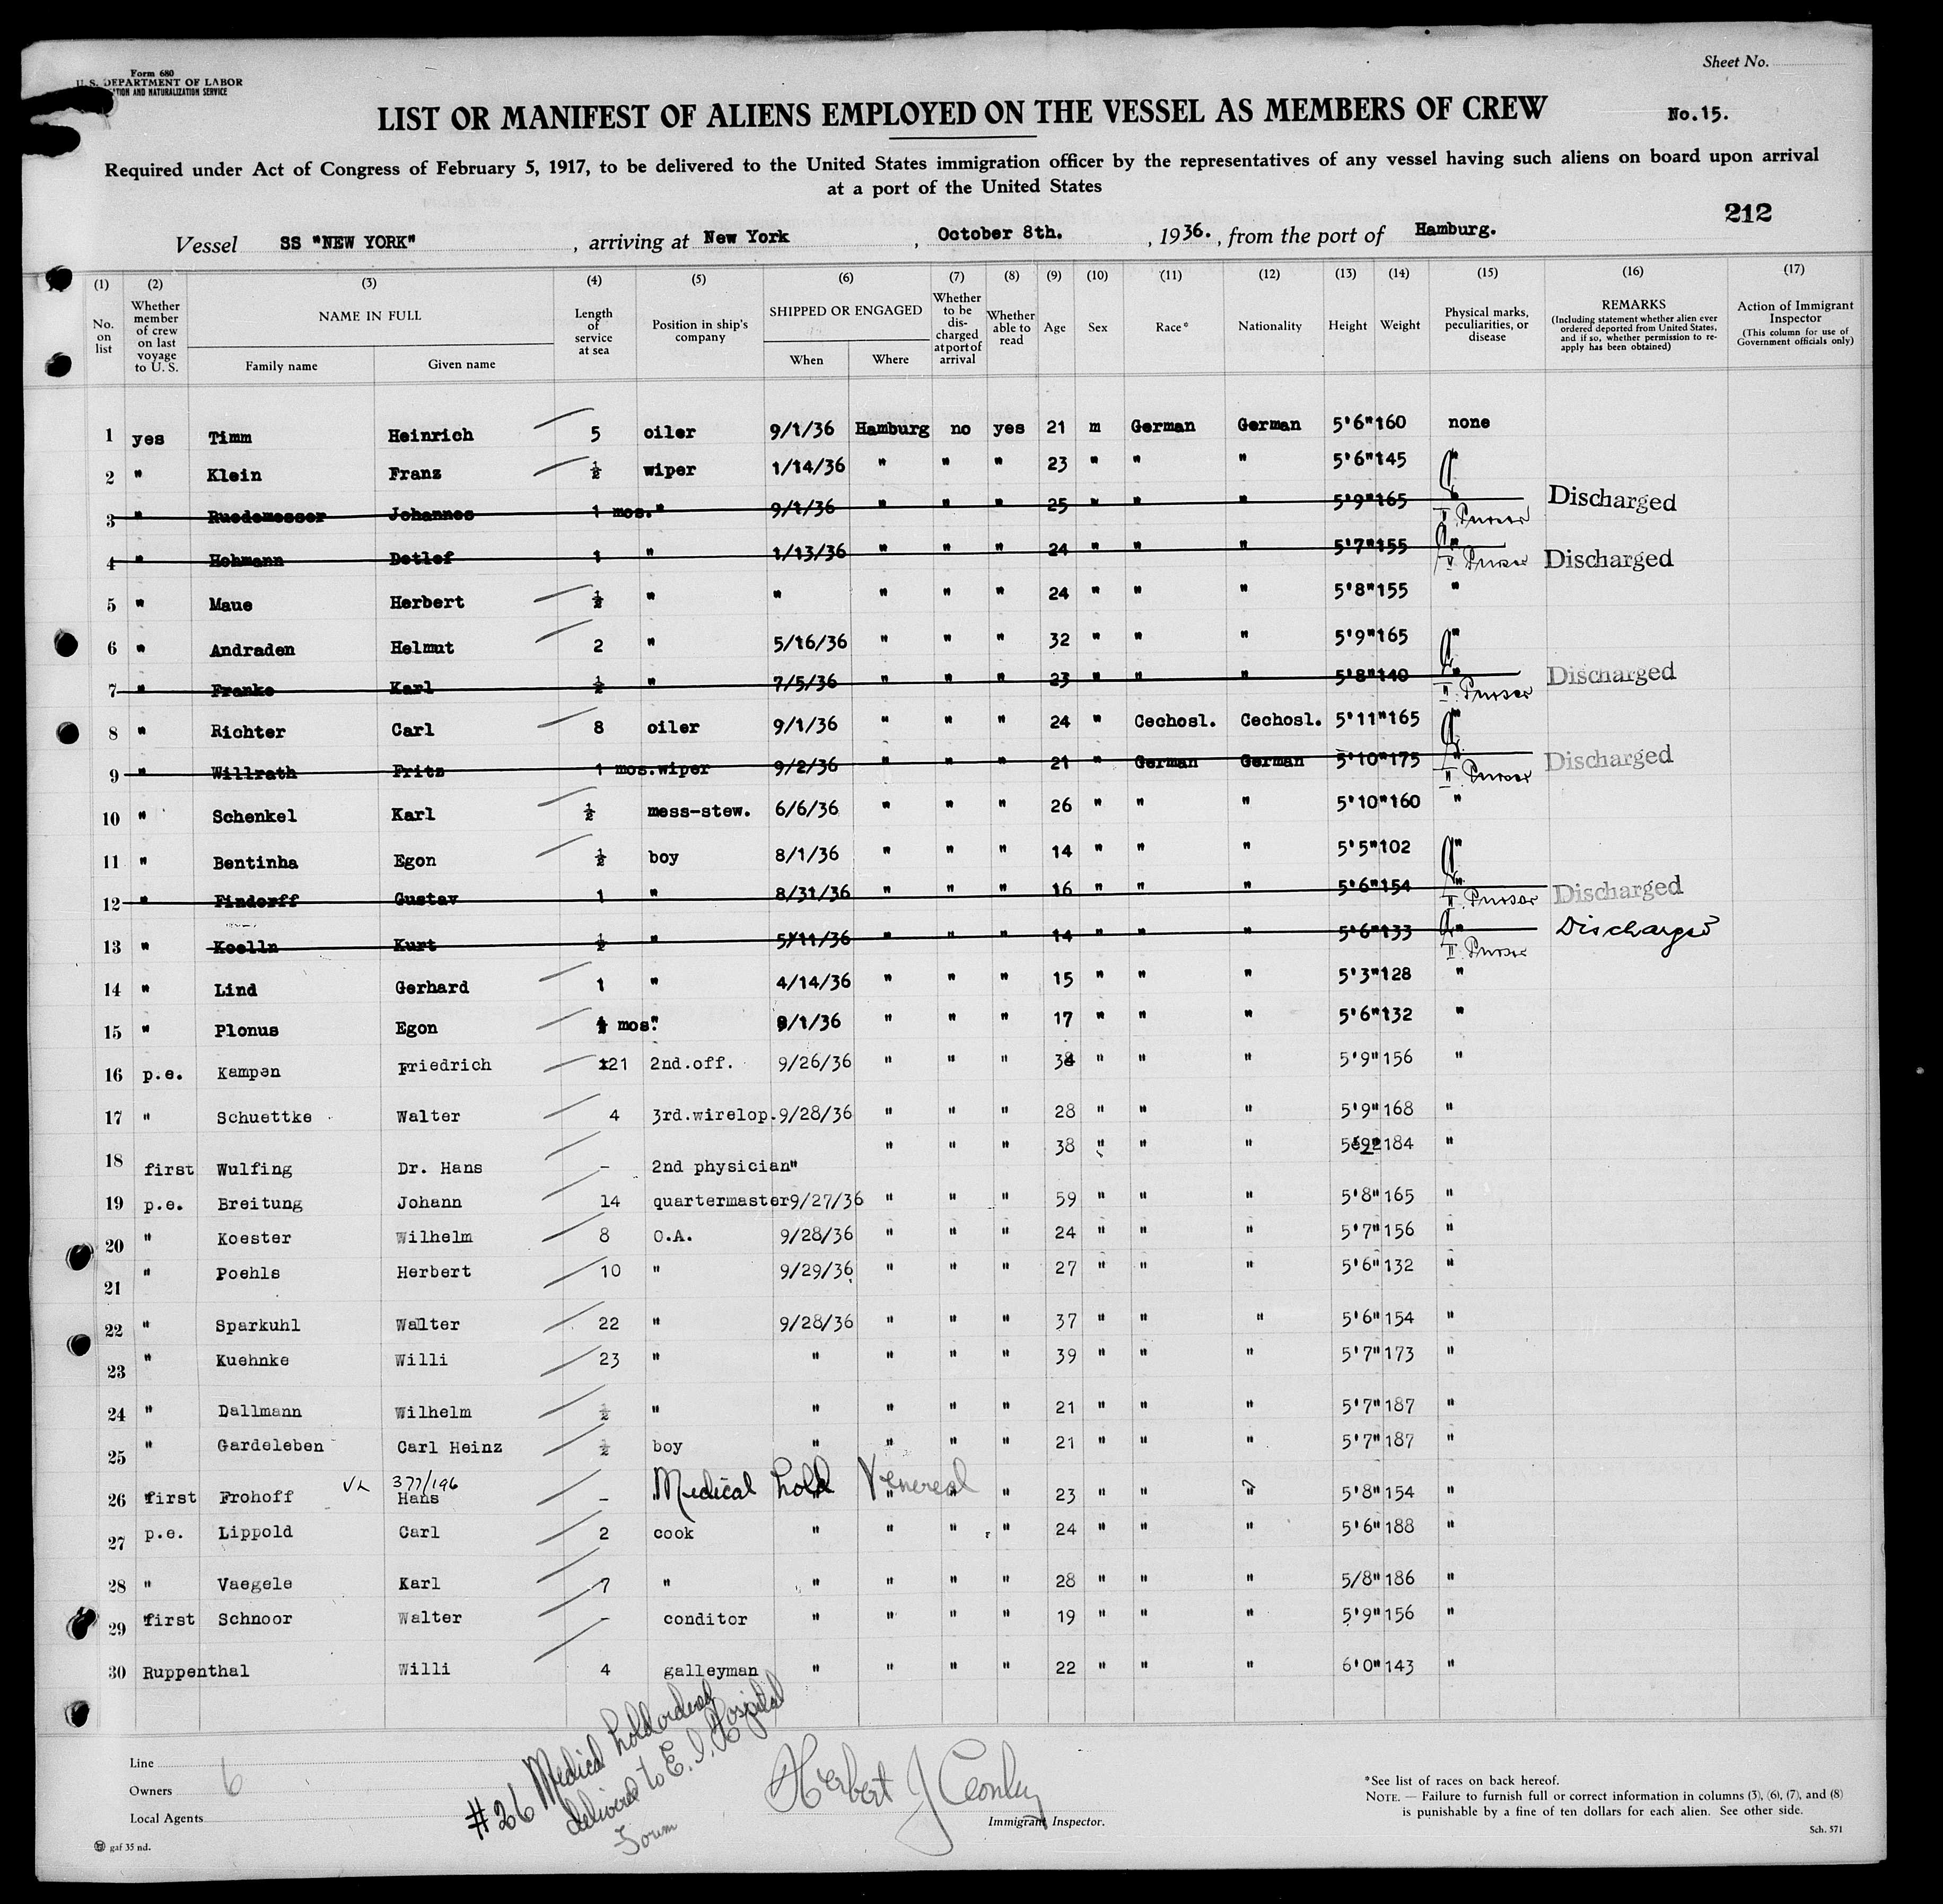 Form 680
U. S. DEPARTMENT OF LABOR
AND NATURALIZATION SERVICE
Sheet No.
LIST OR MANIFEST OF ALIENS EMPLOYED ON THE VESSEL AS MEMBERS OF CREW
No.15.
Required under Act of Congress of February 5, 1917, to be delivered to the United States immigration officer by the representatives of any vessel having such aliens on board upon arrival
at a port of the United States
212
Vessel SS "NEW YORK" , arriving at New York , October 8th. , 1936. , from the port of Hamburg.
(1) (2) (3) (4) (5) (6) (7) (8) (9) (10) (11) (12) (13) (14) (15) (16) (17)
No. on list
Whether member of crew on last voyage to U. S.
NAME IN FULL
Family name
Given name
Length of service at sea
Position in ship's company
SHIPPED OR ENGAGED
When
Where
Whether to be discharged at port of arrival
Whether able to read
Age
Sex
Race*
Nationality
Height
Weight
Physical marks, peculiarities, or disease
REMARKS
(Including statement whether alien ever ordered deported from United States, and if so, whether permission to re-apply has been obtained)
Action of Immigrant Inspector
(This column for use of Government officials only)
1 yes Timm Heinrich 5 oiler 9/1/36 Hamburg no yes 21 m German German 5'6" 160 none
2 " Klein Franz ½ wiper 1/14/36 " " " 23 " " " 5'6" 145 "
3 " Ruedemesser Johannes 1 mos. " 9/1/36 " " " 25 " " " 5'9" 165 " II Purser Discharged
4 " Hohmann Detlef 1 " 1/13/36 " " " 24 " " " 5'7" 155 " II Purser Discharged
5 " Maue Herbert ½ " " " " " 24 " " " 5'8" 155 "
6 " Andraden Helmut 2 " 5/16/36 " " " 32 " " " 5'9" 165 "
7 " Franke Karl ½ " 7/5/36 " " " 23 " " " 5'8" 140 " II Purser Discharged
8 " Richter Carl 8 oiler 9/1/36 " " " 24 " Cechosl. Cechosl. 5'11" 165 "
9 " Willrath Fritz 1 mos. wiper 9/2/36 " " " 21 " German German 5'10" 175 " II Purser Discharged
10 " Schenkel Karl ½ mess-stew. 6/6/36 " " " 26 " " " 5'10" 160 "
11 " Bentinha Egon ½ boy 8/1/36 " " " 14 " " " 5'5" 102 "
12 " Findorff Gustav 1 " 8/31/36 " " " 16 " " " 5'6" 154 " II Purser Discharged
13 " Koelln Kurt ½ " 5/11/36 " " " 14 " " " 5'6" 133 " II Purser Discharged
14 " Lind Gerhard 1 " 4/14/36 " " " 15 " " " 5'3" 128 "
15 " Plonus Egon mos. " 9/1/36 " " " 17 " " " 5'6" 132 "
16 p.e. Kampen Friedrich 21 2nd.off. 9/26/36 " " " 34 " " " 5'9" 156 "
17 " Schuettke Walter 4 3rd.wirelop. 9/28/36 " " " 28 " " " 5'9" 168 "
18 first Wulfing Dr. Hans - 2nd physician " " " " 38 " " " 184 "
19 p.e. Breitung Johann 14 quartermaster 9/27/36 " " " 59 " " " 5'8" 165 "
20 " Koester Wilhelm 8 O.A. 9/28/36 " " " 24 " " " 5'7" 156 "
21 " Poehls Herbert 10 " 9/29/36 " " " 27 " " " 5'6" 132 "
22 " Sparkuhl Walter 22 " 9/28/36 " " " 37 " " " 5'6" 154 "
23 " Kuehnke Willi 23 " " " " " 39 " " " 5'7" 173 "
24 " Dallmann Wilhelm ½ " " " " " 21 " " " 5'7" 187 "
25 " Gardeleben Carl Heinz ½ boy " " " " 21 " " " 5'7" 187 "
26 first Frohoff 377/196 Hans - Medical hold Venereal " " " " 23 " " " 5'8" 154 "
27 p.e. Lippold Carl 2 cook " " " " 24 " " " 5'6" 188 "
28 " Vaegele Karl 7 " " " " " 28 " " " 5/8" 186 "
29 first Schnoor Walter - conditor " " " " 19 " " " 5'9" 156 "
30 Ruppenthal Willi 4 galleyman " " " " 22 " " " 6'0" 143 "
Line
Owners 6
Local Agents
gaf 35 nd.
#26 Medical hold ordered
delivered to E. I. Hospital
Herbert J Conley
Immigrant Inspector.
*See list of races on back hereof.
NOTE. — Failure to furnish full or correct information in columns (3), (6), (7), and (8)
is punishable by a fine of ten dollars for each alien. See other side.
Sch. 571